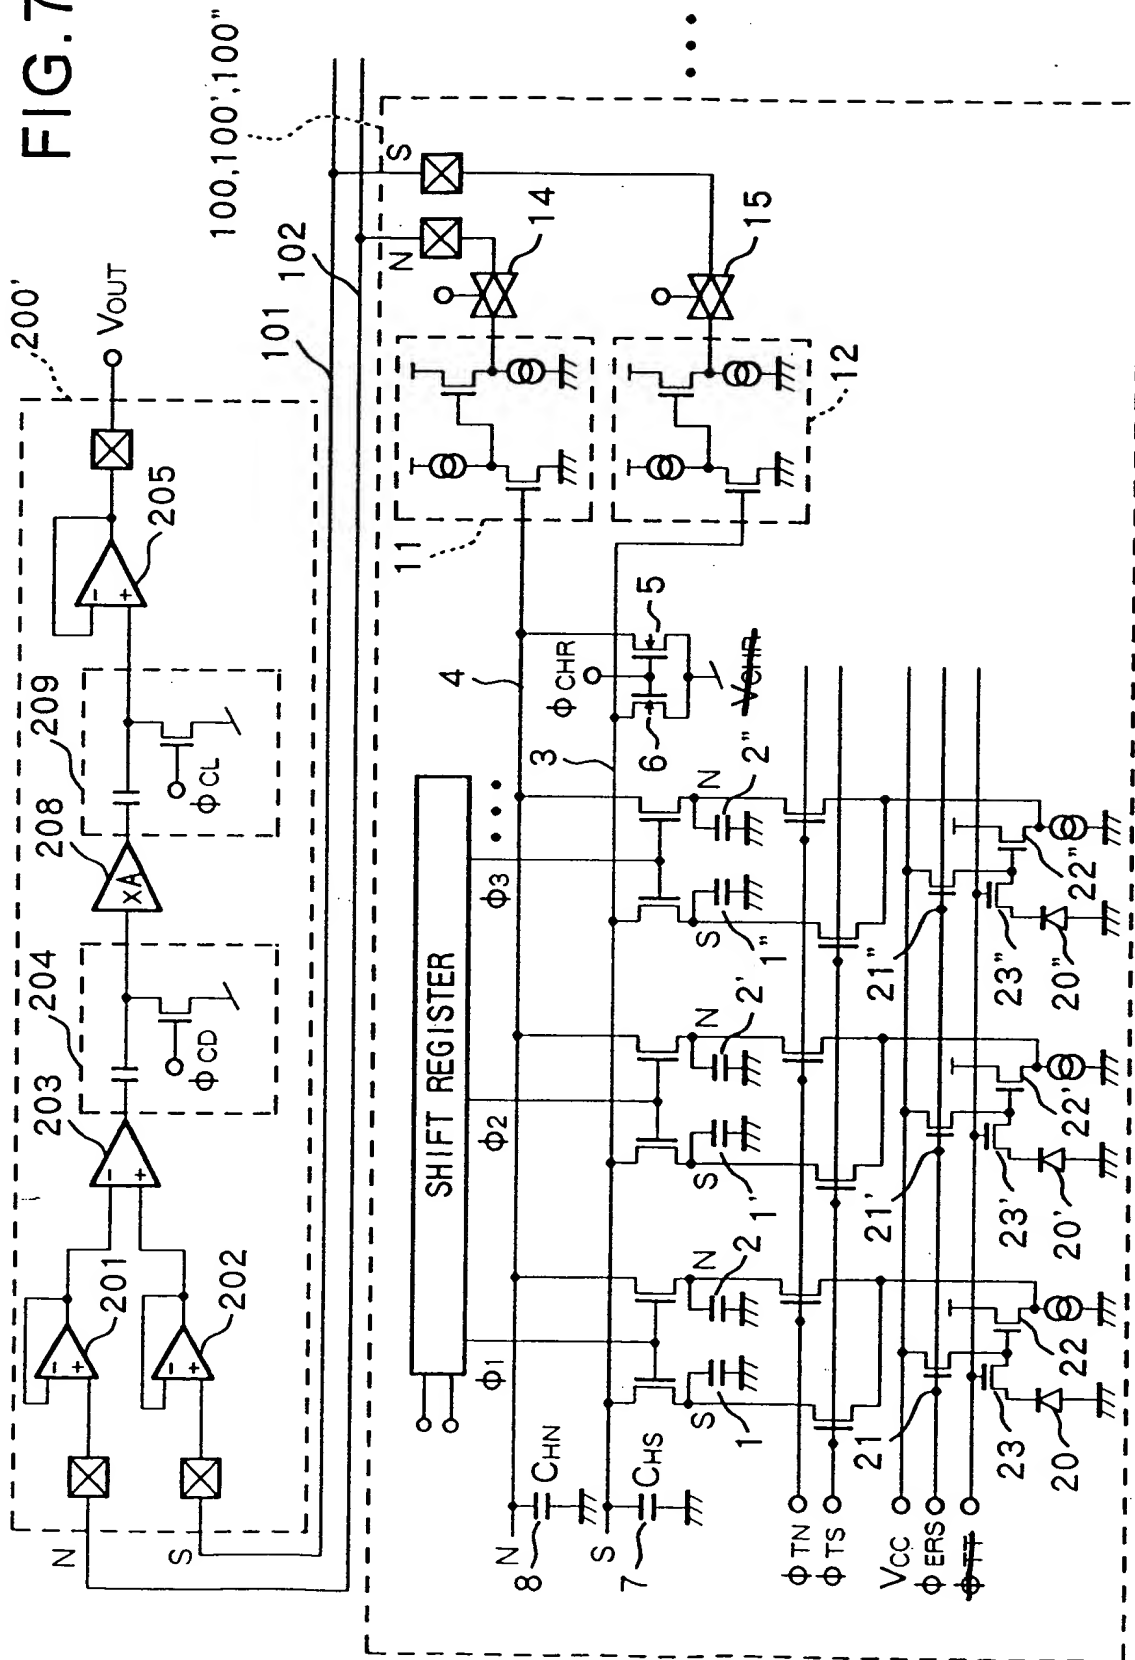 FIG. 7
200'
VOUT
205
209
φCL
208
XA
204
φCD
203
201
202
N
S
101
102
100,100',100"
S
N
14
15
11
12
4
φCHR
5
6
VCHR
3
SHIFT REGISTER
φ1
φ2
φ3
N
8
CHN
S
7
CHS
S
1
2
N
S
1'
2'
N
S
1"
2"
N
φTN
φTS
VCC
φERS
φTT
21
21'
21"
23
20
22
23'
20'
22'
23"
20"
22"